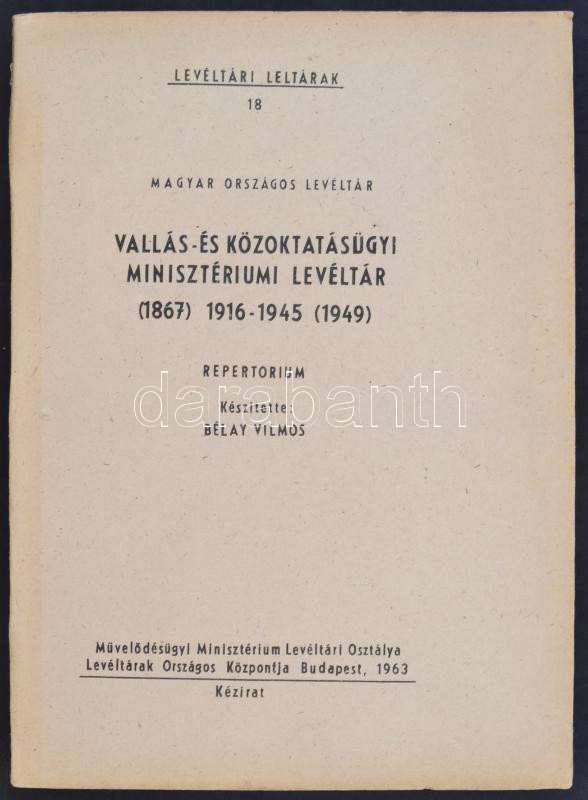 LEVÉLTÁRI LELTÁRAK
18
MAGYAR ORSZÁGOS LEVÉLTÁR
VALLÁS-ÉS KÖZOKTATÁSÜGYI
MINISZTÉRIUMI LEVÉLTÁR
(1867) 1916-1945 (1949)
REPERTORIUM
darabanth
Készítette:
BÉLAY VILMOS
Művelődésügyi Minisztérium Levéltári Osztálya
Levéltárak Országos Központja Budapest, 1963
Kézirat